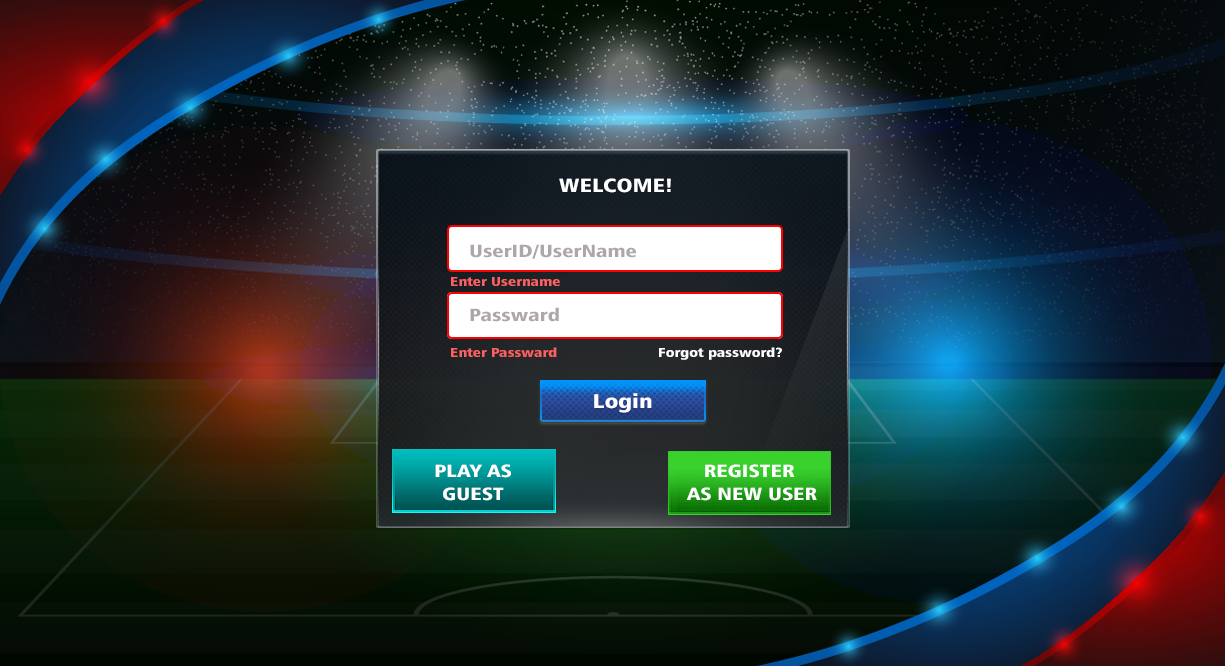 WELCOME!
UserID/UserName
Enter Username
Passward
Enter Passward
Forgot password?
Login
PLAY AS
GUEST
REGISTER
AS NEW USER